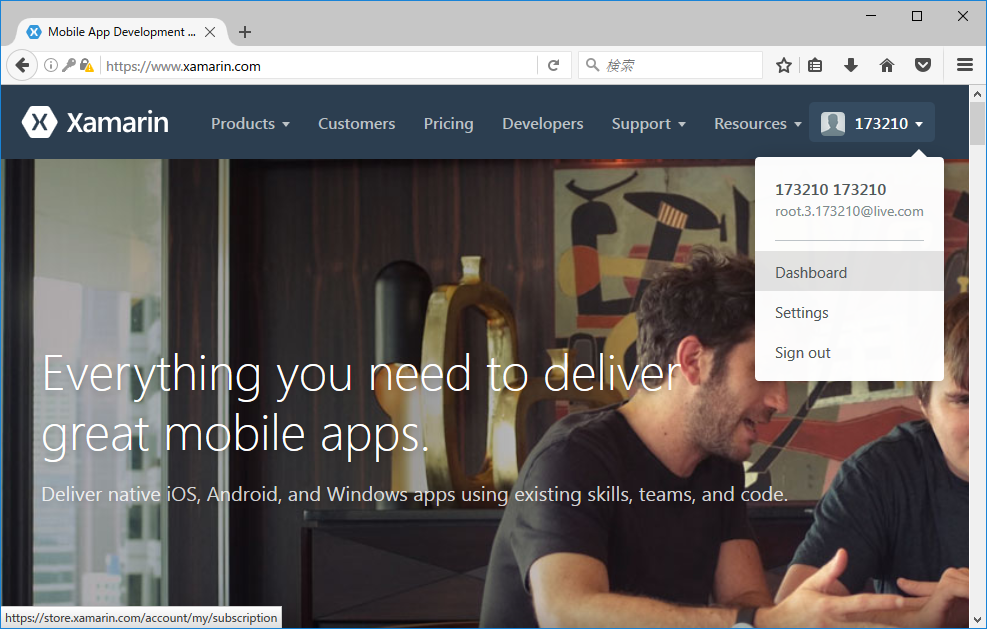 Mobile App Development ...
https://www.xamarin.com
検索
Xamarin
Products
Customers
Pricing
Developers
Support
Resources
173210
173210 173210
root.3.173210@live.com
Dashboard
Settings
Sign out
Everything you need to deliver
great mobile apps.
Deliver native iOS, Android, and Windows apps using existing skills, teams, and code.
https://store.xamarin.com/account/my/subscription